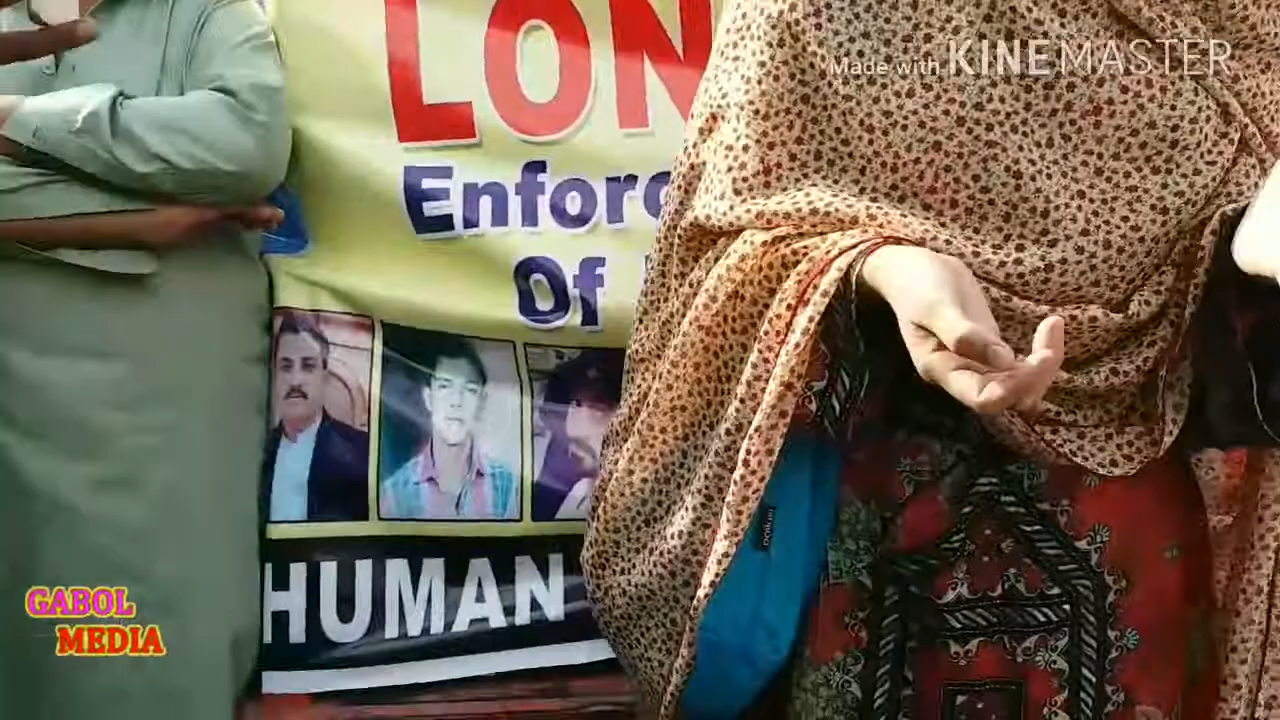 Made with KINEMASTER
LON
Enforc
Of
HUMAN
GABOL
MEDIA